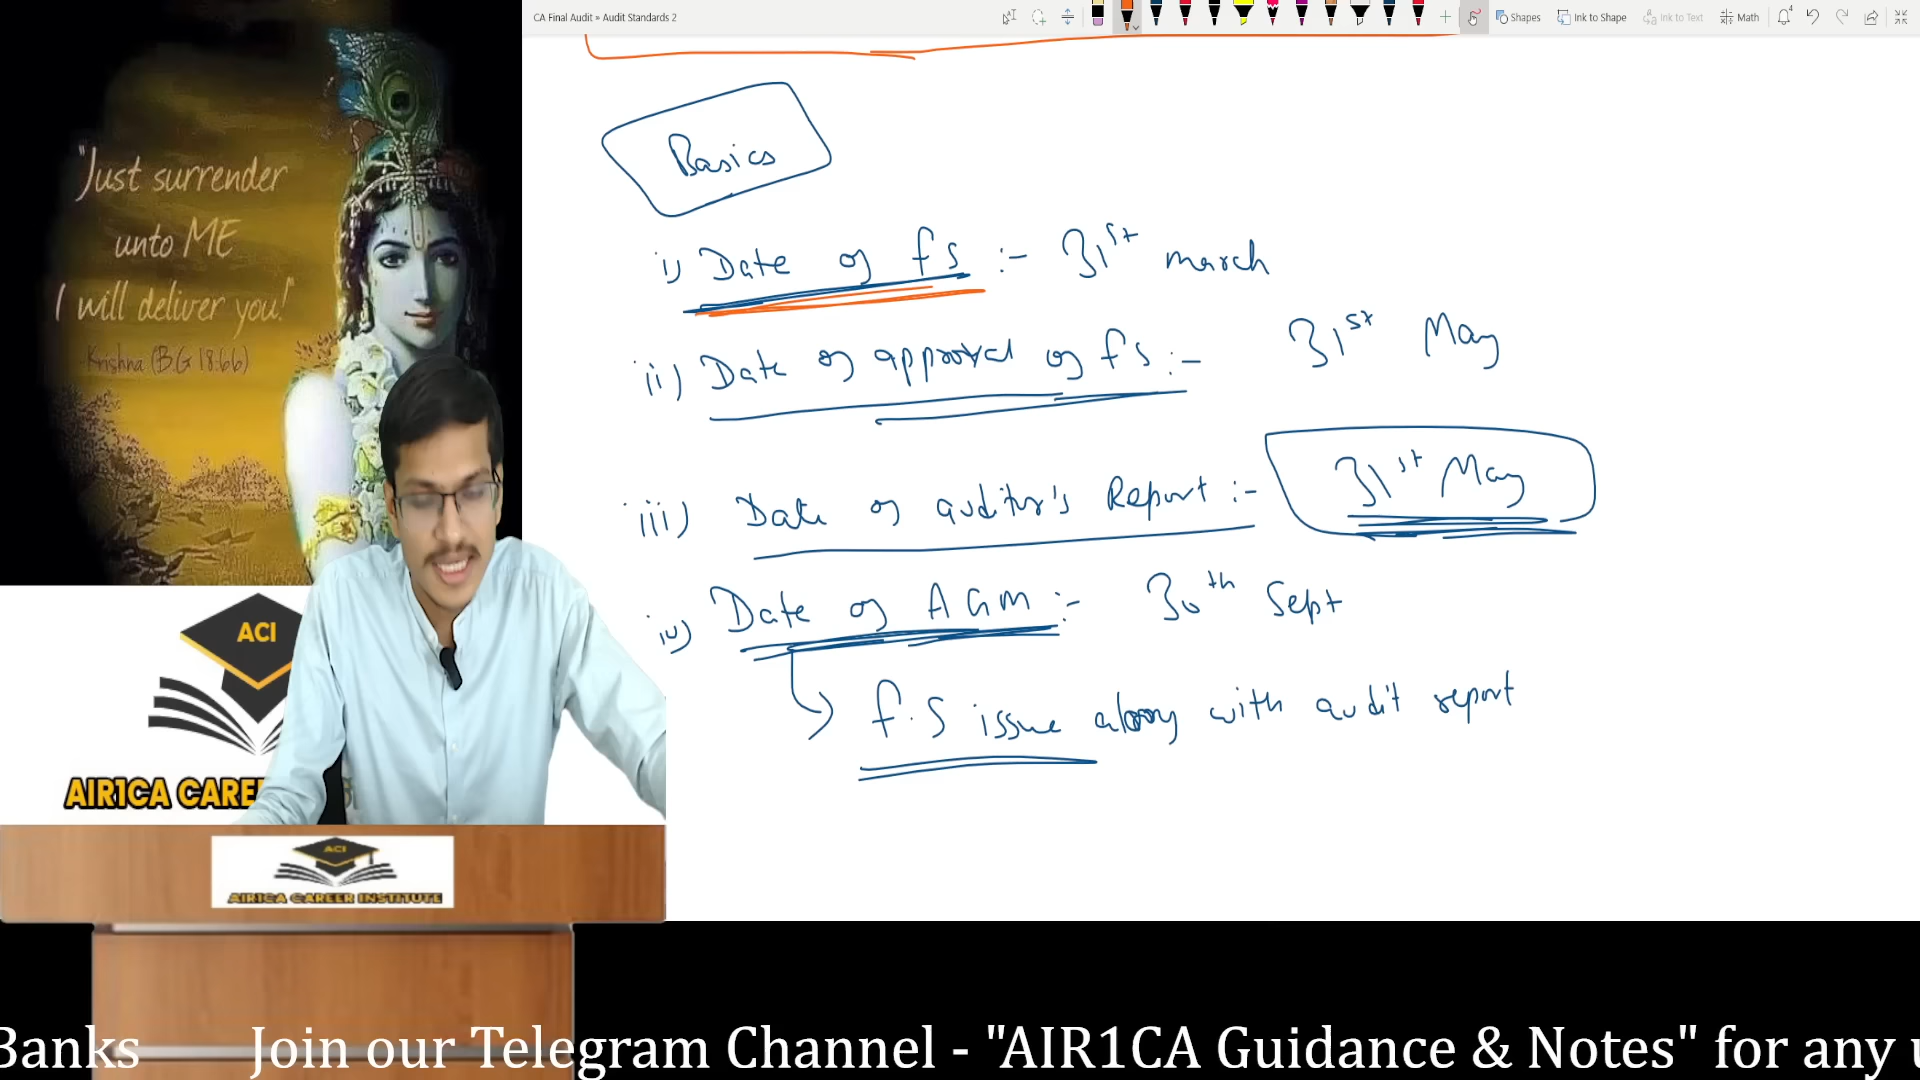 CA Final Audit » Audit Standards 2
Shapes
Ink to Shape
Ink to Text
Math
"Just surrender
unto ME
I will deliver you!"
-Krishna (B.G 18.66)
Basics
i) Date of fs :- 31st march
ii) Date of approval of fs :- 31st May
iii) Date of auditor's Report :- 31st May
iv) Date of AGM :- 30th Sept
f.S issue along with audit report
ACI
AIR1CA CARE
ACI
AIR1CA CAREER INSTITUTE
Banks Join our Telegram Channel - "AIR1CA Guidance & Notes" for any